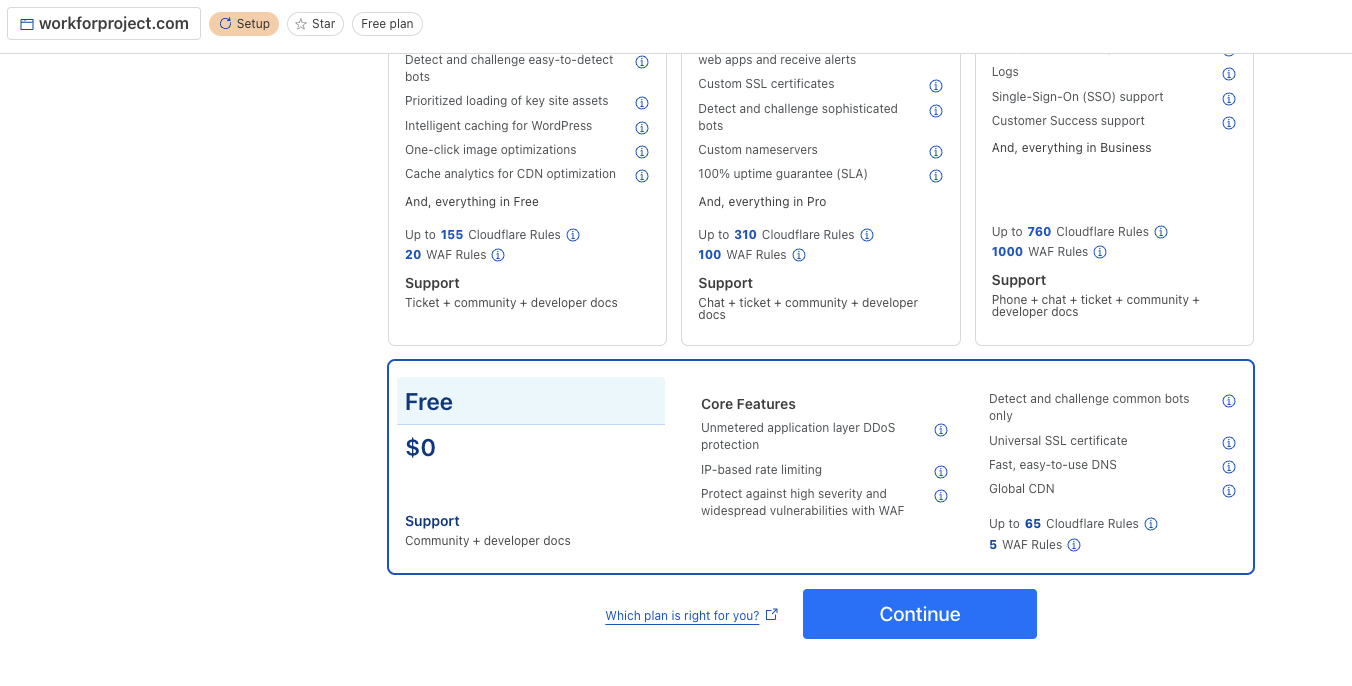 workforproject.com
Setup
Star
Free plan
Detect and challenge easy-to-detect
bots
Prioritized loading of key site assets
Intelligent caching for WordPress
One-click image optimizations
Cache analytics for CDN optimization
And, everything in Free
Up to 155 Cloudflare Rules
20 WAF Rules
Support
Ticket + community + developer docs
web apps and receive alerts
Custom SSL certificates
Detect and challenge sophisticated
bots
Custom nameservers
100% uptime guarantee (SLA)
And, everything in Pro
Up to 310 Cloudflare Rules
100 WAF Rules
Support
Chat + ticket + community + developer
docs
Logs
Single-Sign-On (SSO) support
Customer Success support
And, everything in Business
Up to 760 Cloudflare Rules
1000 WAF Rules
Support
Phone + chat + ticket + community +
developer docs
Free
$0
Support
Community + developer docs
Core Features
Unmetered application layer DDoS
protection
IP-based rate limiting
Protect against high severity and
widespread vulnerabilities with WAF
Detect and challenge common bots
only
Universal SSL certificate
Fast, easy-to-use DNS
Global CDN
Up to 65 Cloudflare Rules
5 WAF Rules
Which plan is right for you?
Continue